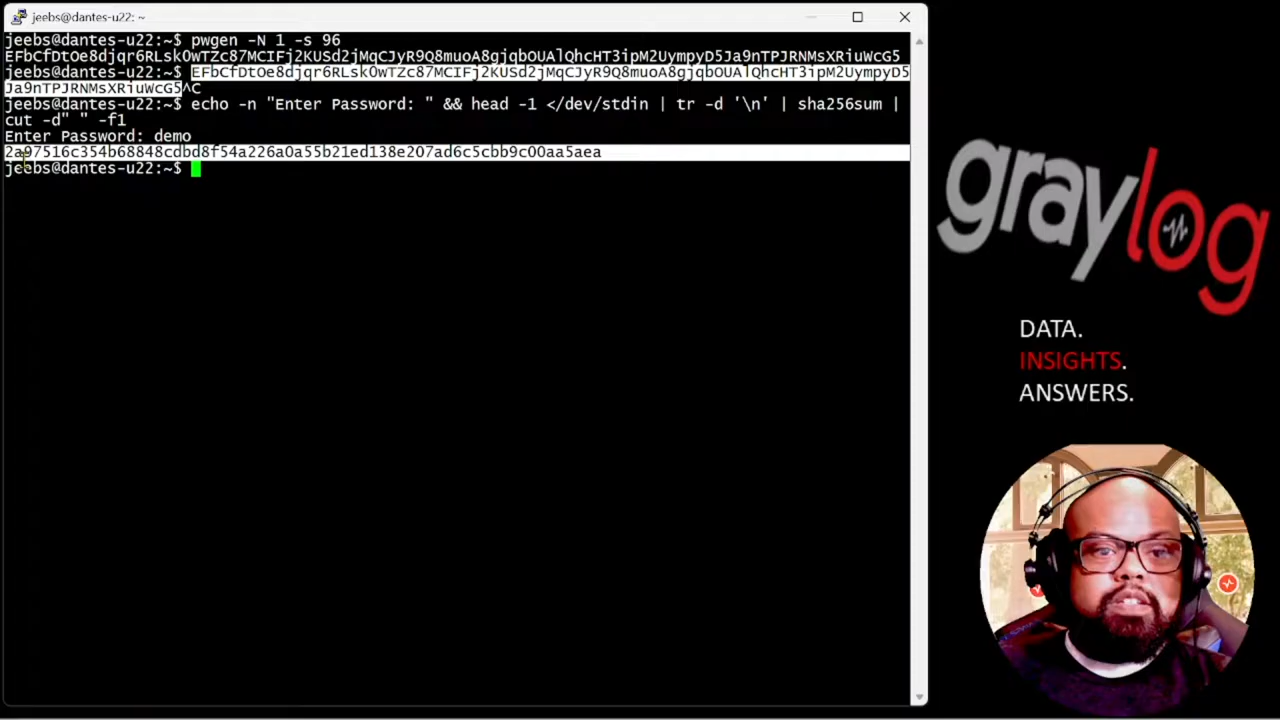 jeebs@dantes-u22: ~
jeebs@dantes-u22:~$ pwgen -N 1 -s 96
EFbCfDtOe8djqr6RLskOwTZc87MCIFj2KUSd2jMqCJyR9Q8muoA8gjqbOUAlQhcHT3ipM2UympyD5Ja9nTPJRNMsXRiuWcG5
jeebs@dantes-u22:~$ EFbCfDtOe8djqr6RLskOwTZc87MCIFj2KUSd2jMqCJyR9Q8muoA8gjqbOUAlQhcHT3ipM2UympyD5
Ja9nTPJRNMsXRiuWcG5^C
jeebs@dantes-u22:~$ echo -n "Enter Password: " && head -1 </dev/stdin | tr -d '\n' | sha256sum |
cut -d" " -f1
Enter Password: demo
2a97516c354b68848cdbd8f54a226a0a55b21ed138e207ad6c5cbb9c00aa5aea
jeebs@dantes-u22:~$
graylog
DATA.
INSIGHTS.
ANSWERS.